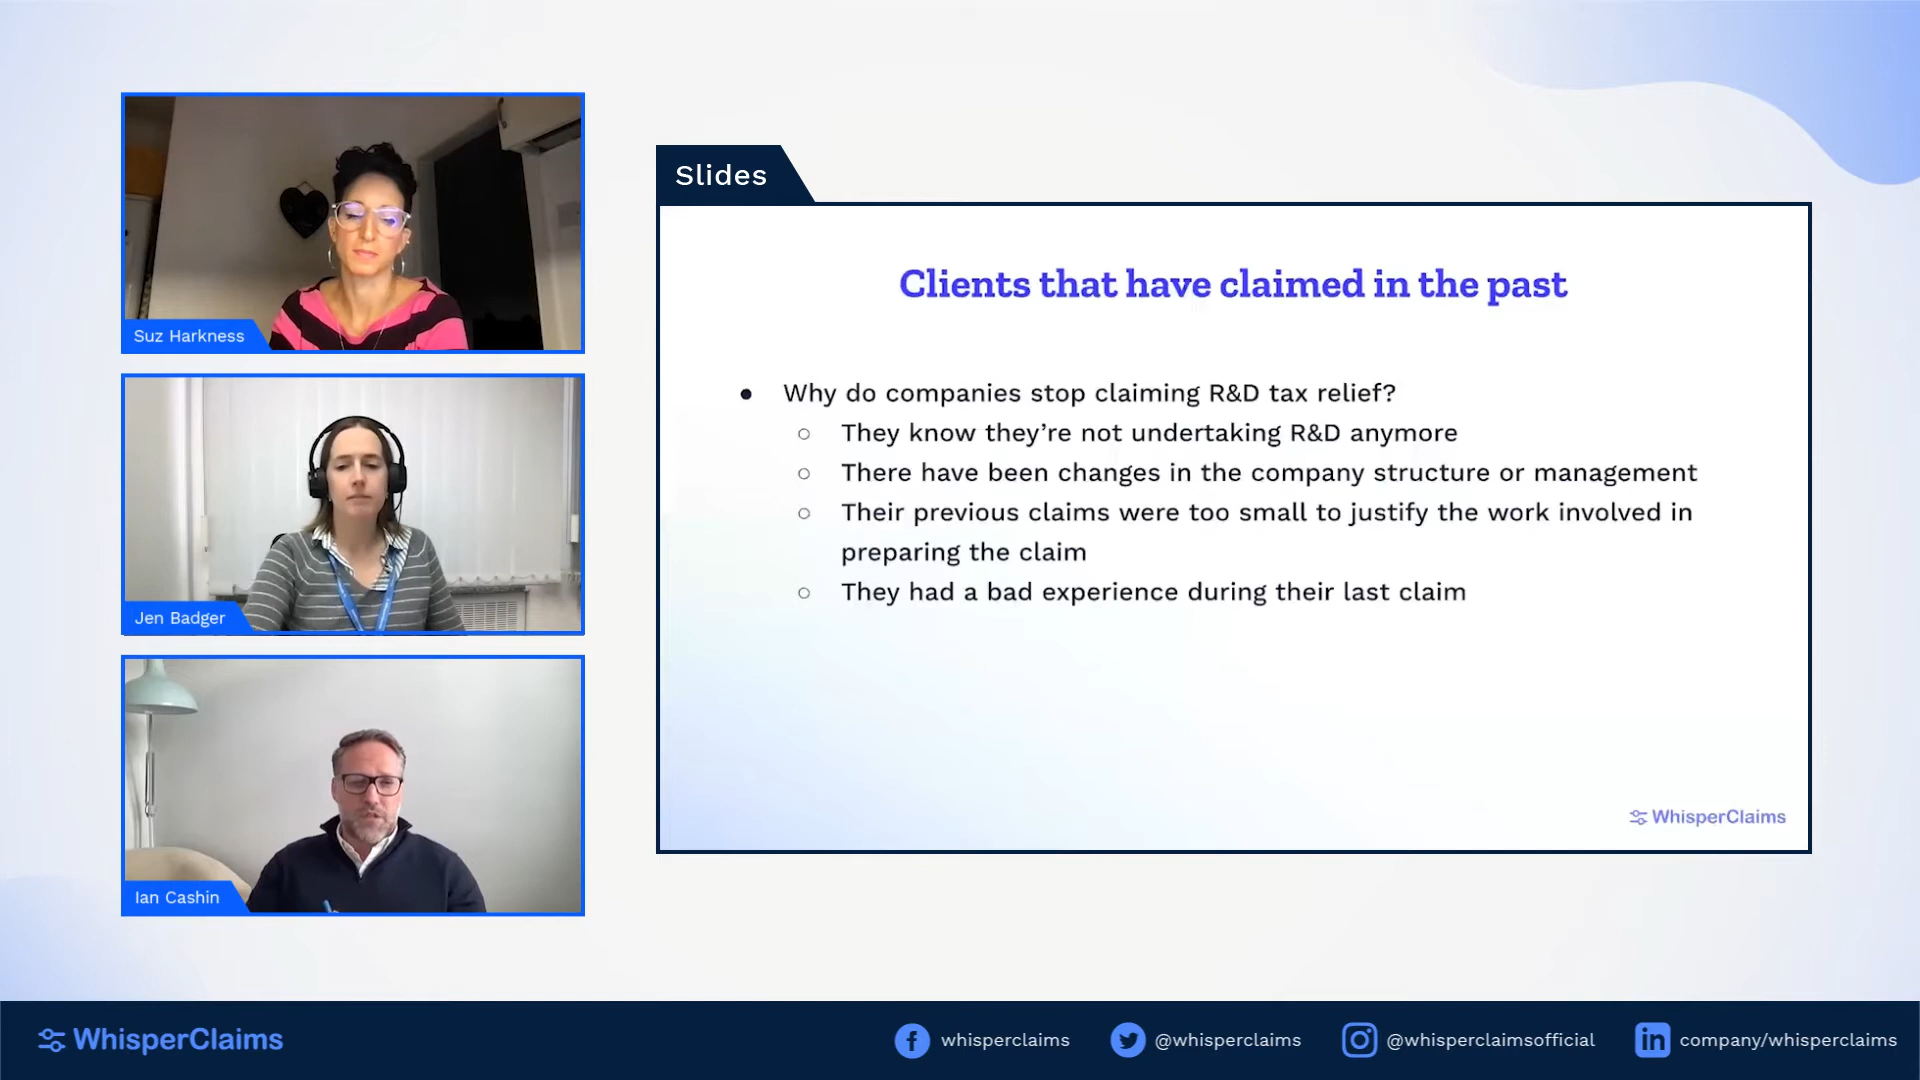 Suz Harkness
Jen Badger
Ian Cashin
Slides
Clients that have claimed in the past
● Why do companies stop claiming R&D tax relief?
○ They know they’re not undertaking R&D anymore
○ There have been changes in the company structure or management
○ Their previous claims were too small to justify the work involved in
preparing the claim
○ They had a bad experience during their last claim
WhisperClaims
WhisperClaims
whisperclaims
@whisperclaims
@whisperclaimsofficial
company/whisperclaims